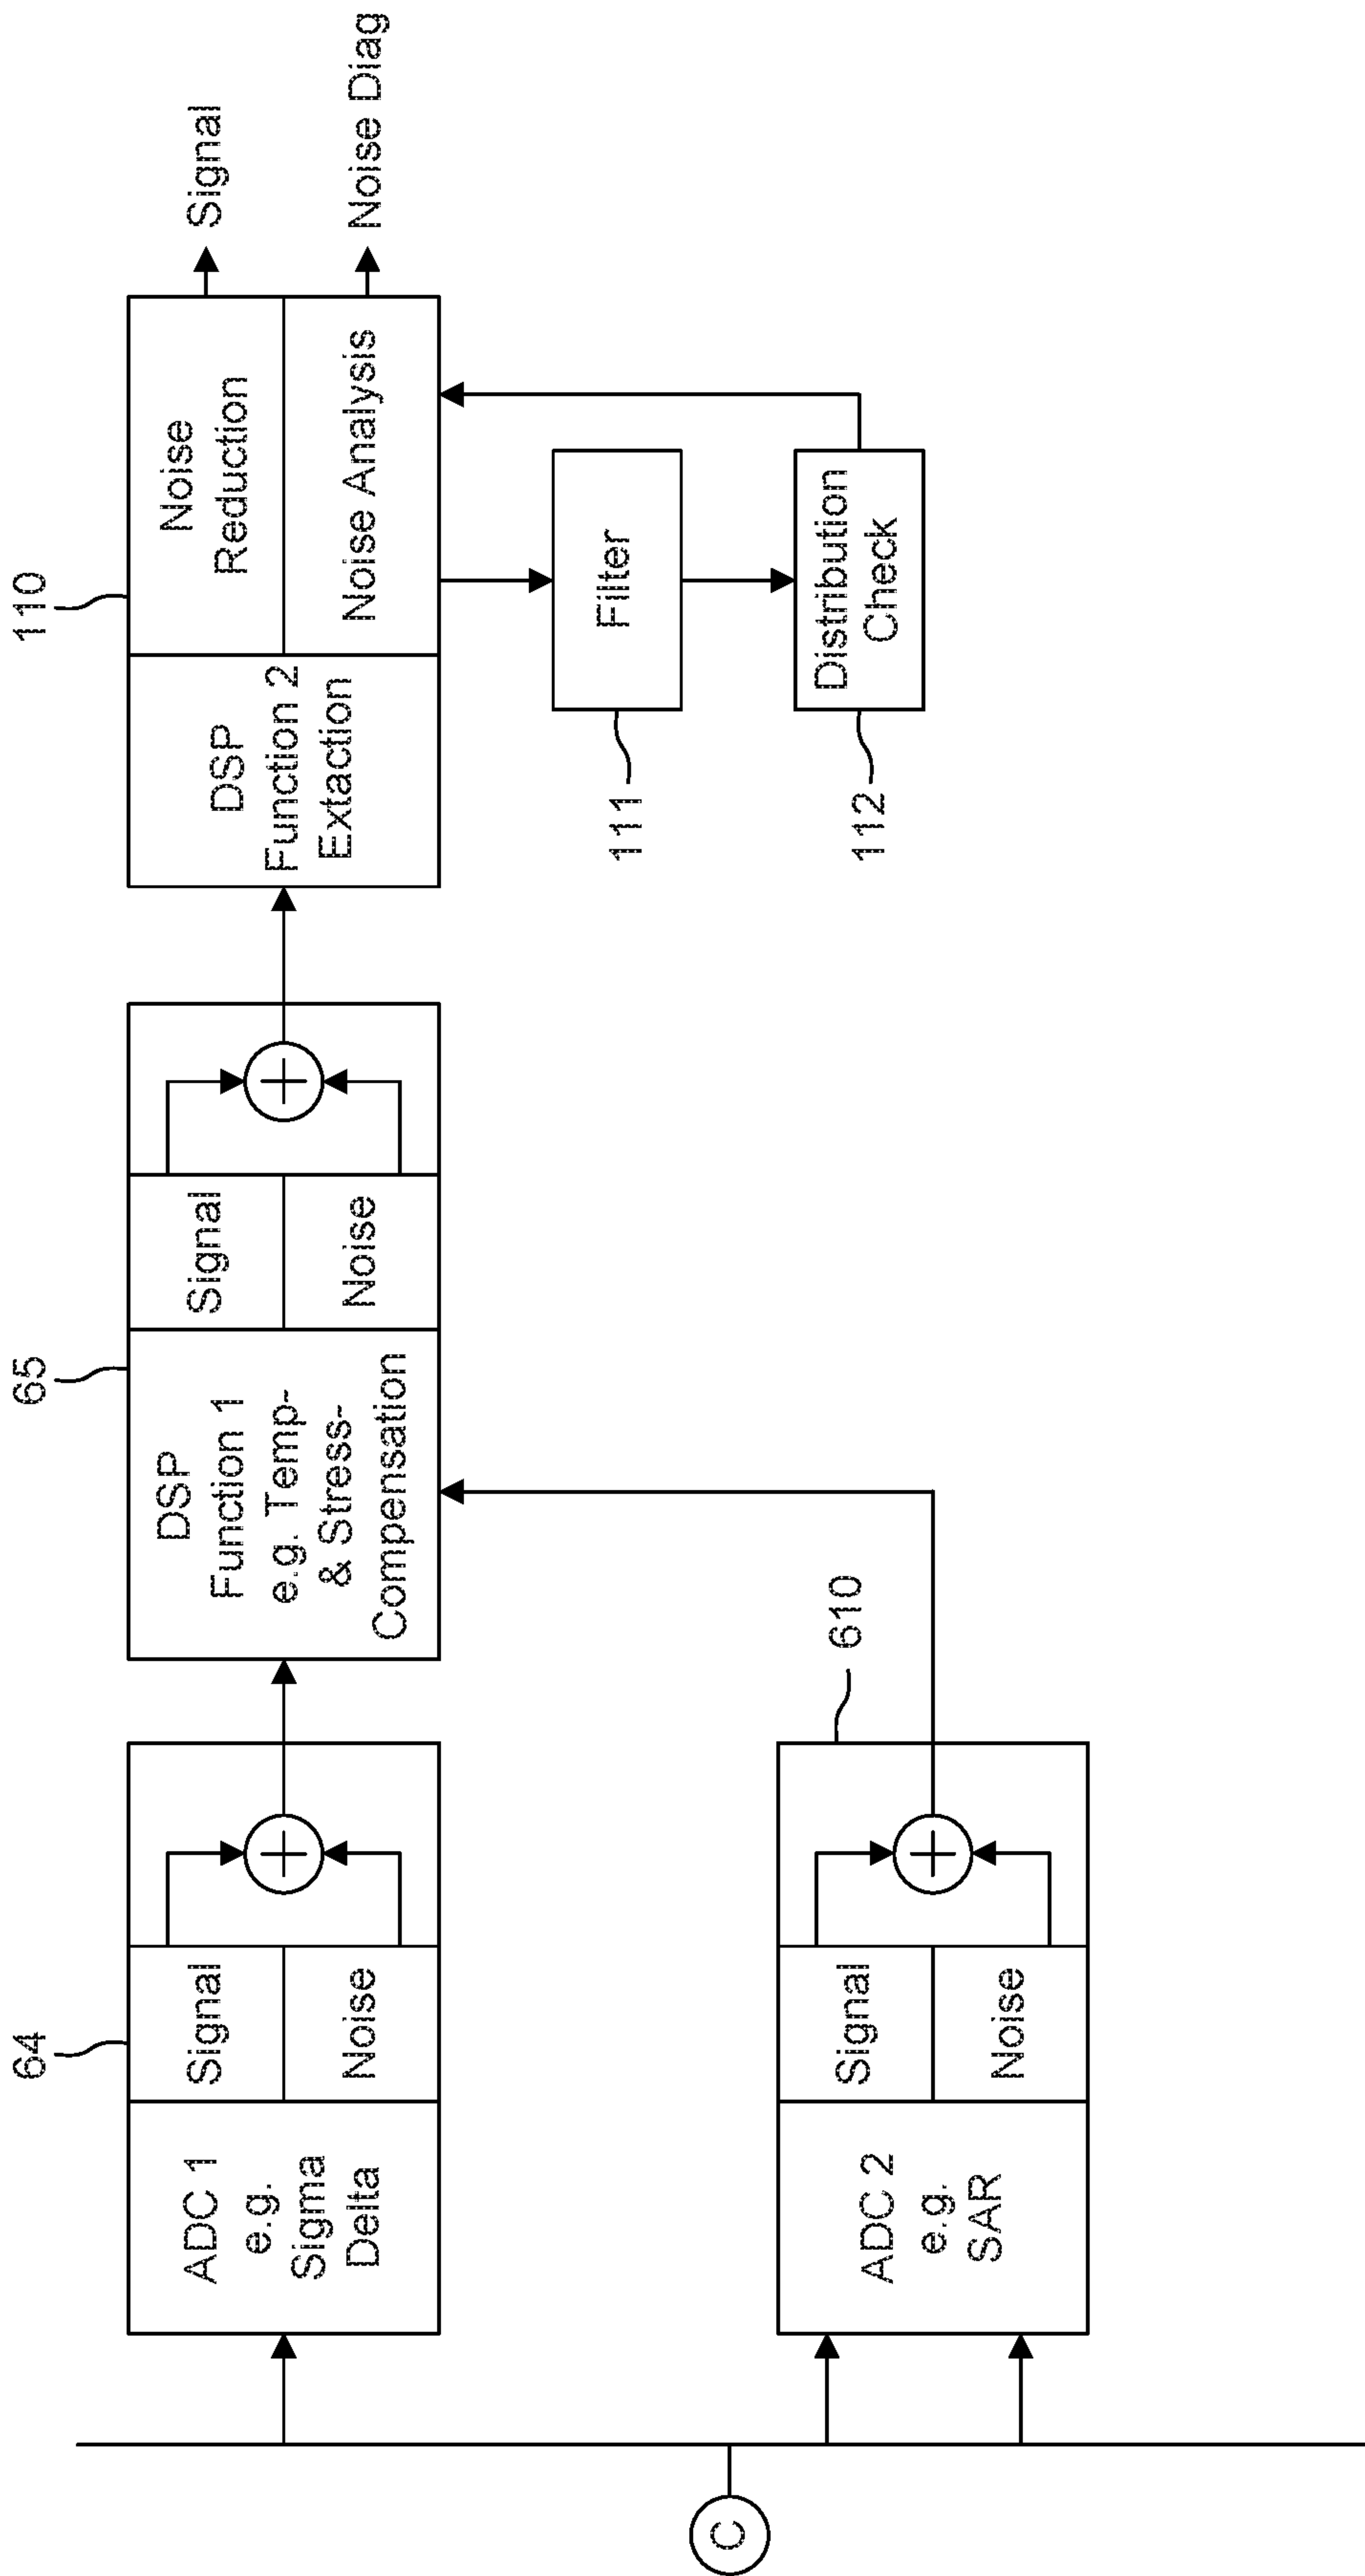 C
64
ADC 1
e.g.
Sigma
Delta
Signal
Noise
+
65
DSP
Function 1
e.g. Temp-
& Stress-
Compensation
Signal
Noise
+
110
DSP
Function 2
Extaction
Noise
Reduction
Noise Analysis
Signal
Noise Diag
Filter
111
Distribution
Check
112
610
ADC 2
e.g.
SAR
Signal
Noise
+